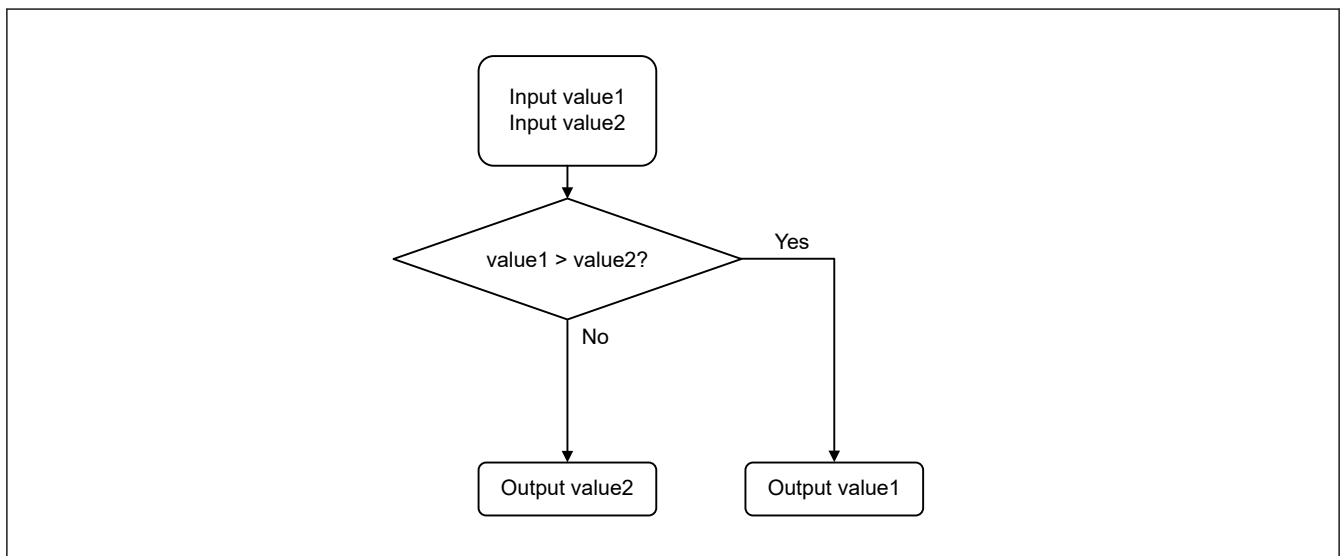 Input value1
Input value2
value1 > value2?
Yes
No
Output value2
Output value1